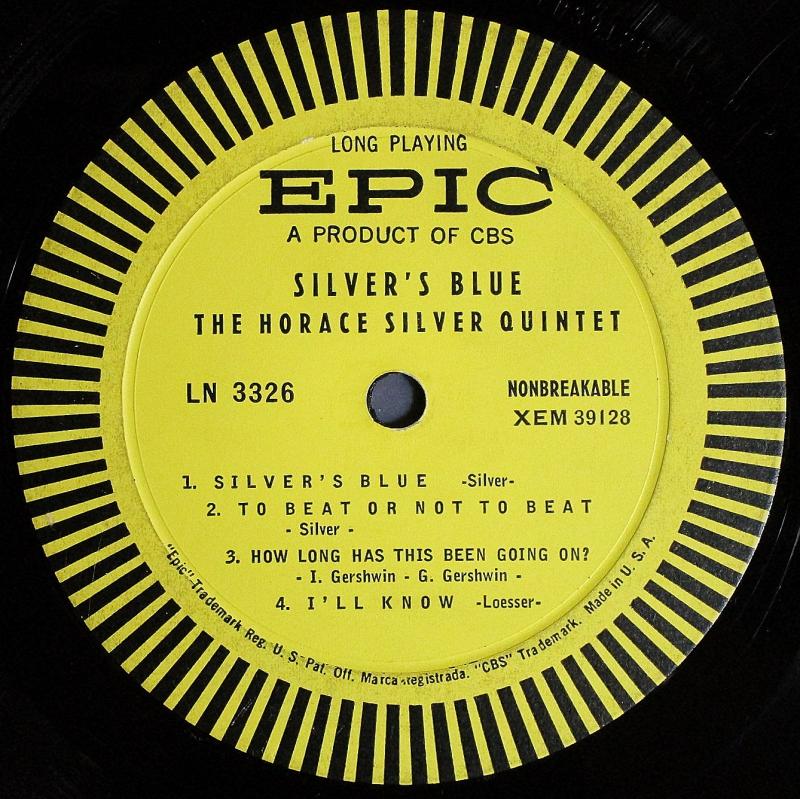 LONG PLAYING
EPIC
A PRODUCT OF CBS
SILVER'S BLUE
THE HORACE SILVER QUINTET
LN 3326
NONBREAKABLE
XEM 39128
1. SILVER'S BLUE -Silver-
2. TO BEAT OR NOT TO BEAT
- Silver -
3. HOW LONG HAS THIS BEEN GOING ON?
- I. Gershwin - G. Gershwin -
4. I'LL KNOW -Loesser-
"Epic" Trademark Reg. U. S. Pat. Off. Marca Registrada. "CBS" Trademark. Made in U. S. A.